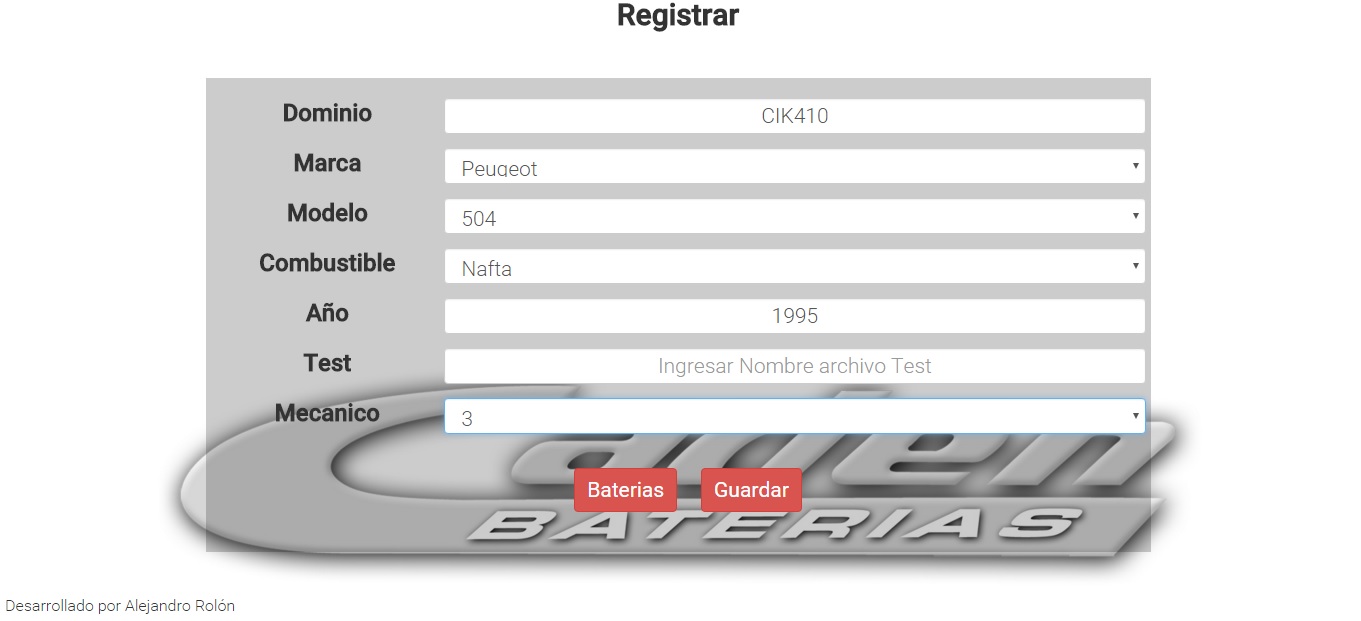 Registrar
Dominio CIK410
Marca Peugeot
Modelo 504
Combustible Nafta
Año 1995
Test Ingresar Nombre archivo Test
Mecanico 3
Baterias Guardar
BATERIAS
Desarrollado por Alejandro Rolón